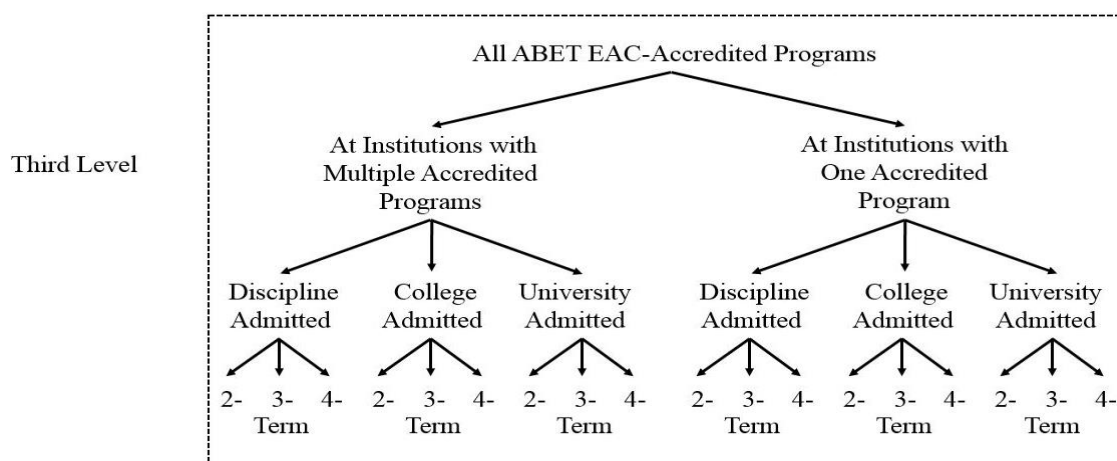 All ABET EAC-Accredited Programs
Third Level
At Institutions with
Multiple Accredited
Programs
At Institutions with
One Accredited
Program
Discipline
Admitted
College
Admitted
University
Admitted
Discipline
Admitted
College
Admitted
University
Admitted
2- 3- 4-
Term
2- 3- 4-
Term
2- 3- 4-
Term
2- 3- 4-
Term
2- 3- 4-
Term
2- 3- 4-
Term